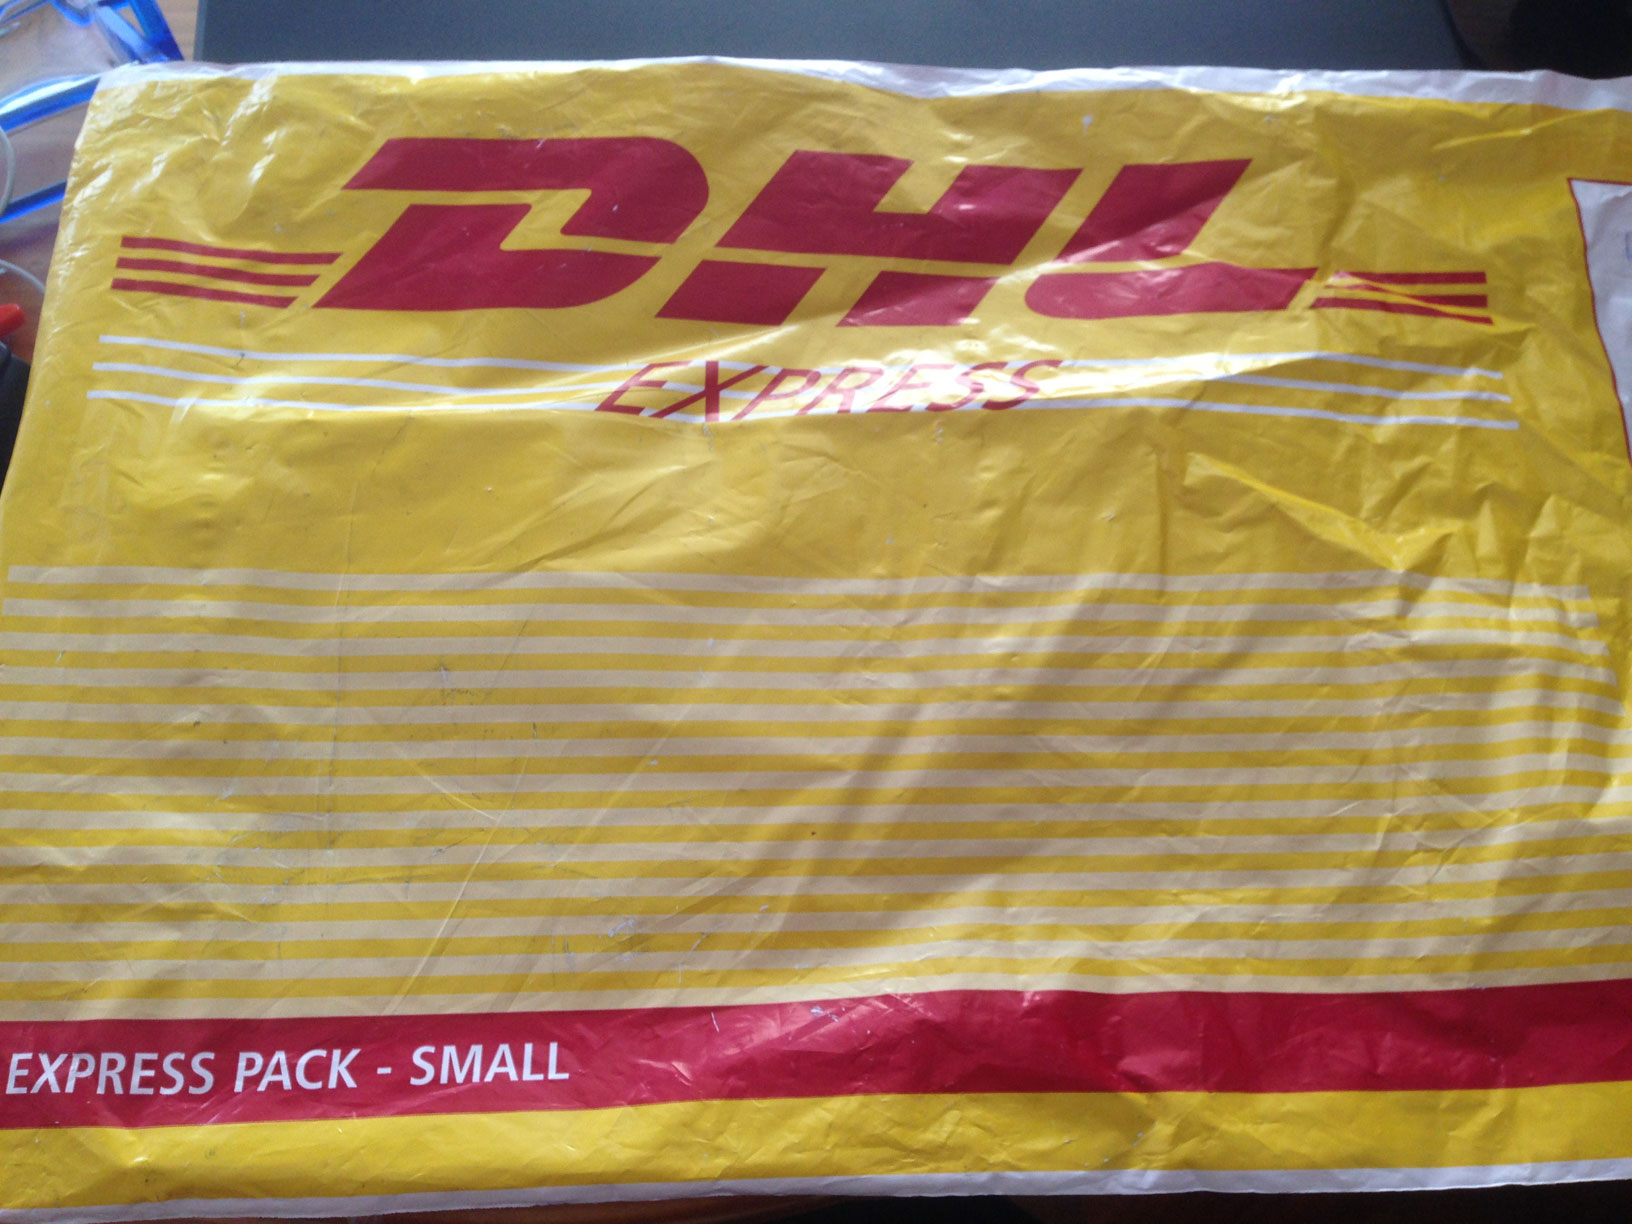 DHL
EXPRESS
EXPRESS PACK - SMALL